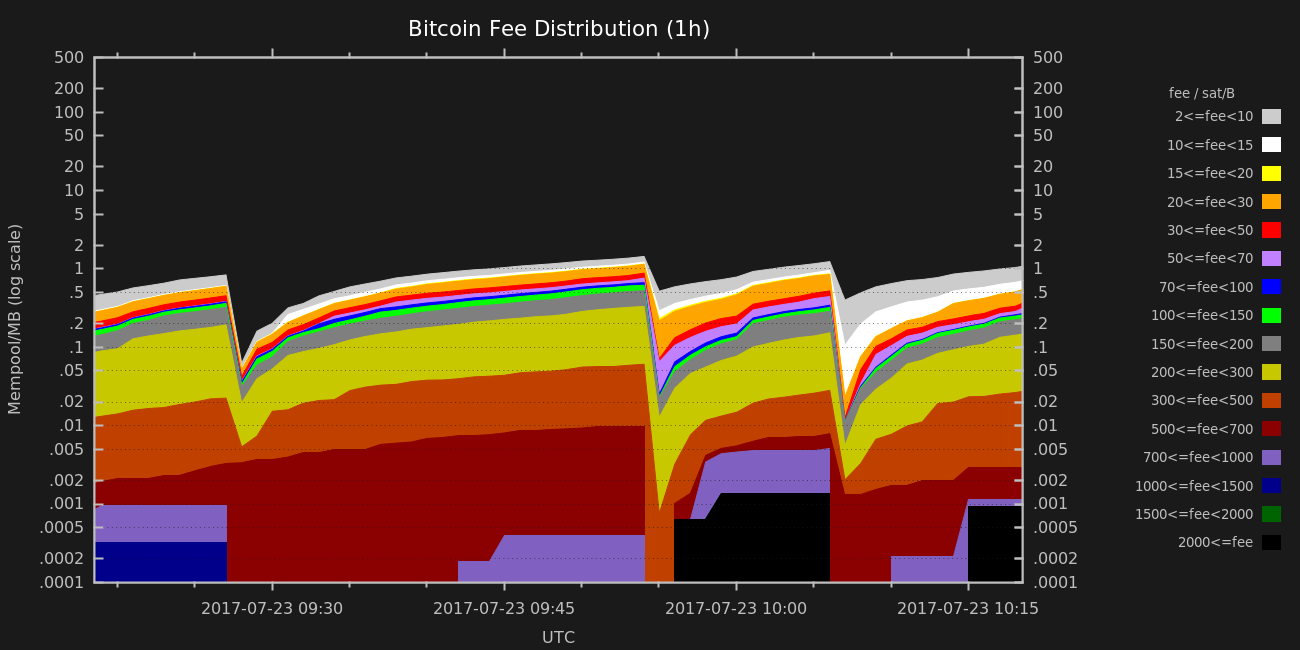 Bitcoin Fee Distribution (1h)
500
200
100
50
20
10
5
2
1
.5
.2
.1
.05
.02
.01
.005
.002
.001
.0005
.0002
.0001
Mempool/MB (log scale)
500
200
100
50
20
10
5
2
1
.5
.2
.1
.05
.02
.01
.005
.002
.001
.0005
.0002
.0001
2017-07-23 09:30
2017-07-23 09:45
2017-07-23 10:00
2017-07-23 10:15
UTC
fee / sat/B
2<=fee<10
10<=fee<15
15<=fee<20
20<=fee<30
30<=fee<50
50<=fee<70
70<=fee<100
100<=fee<150
150<=fee<200
200<=fee<300
300<=fee<500
500<=fee<700
700<=fee<1000
1000<=fee<1500
1500<=fee<2000
2000<=fee